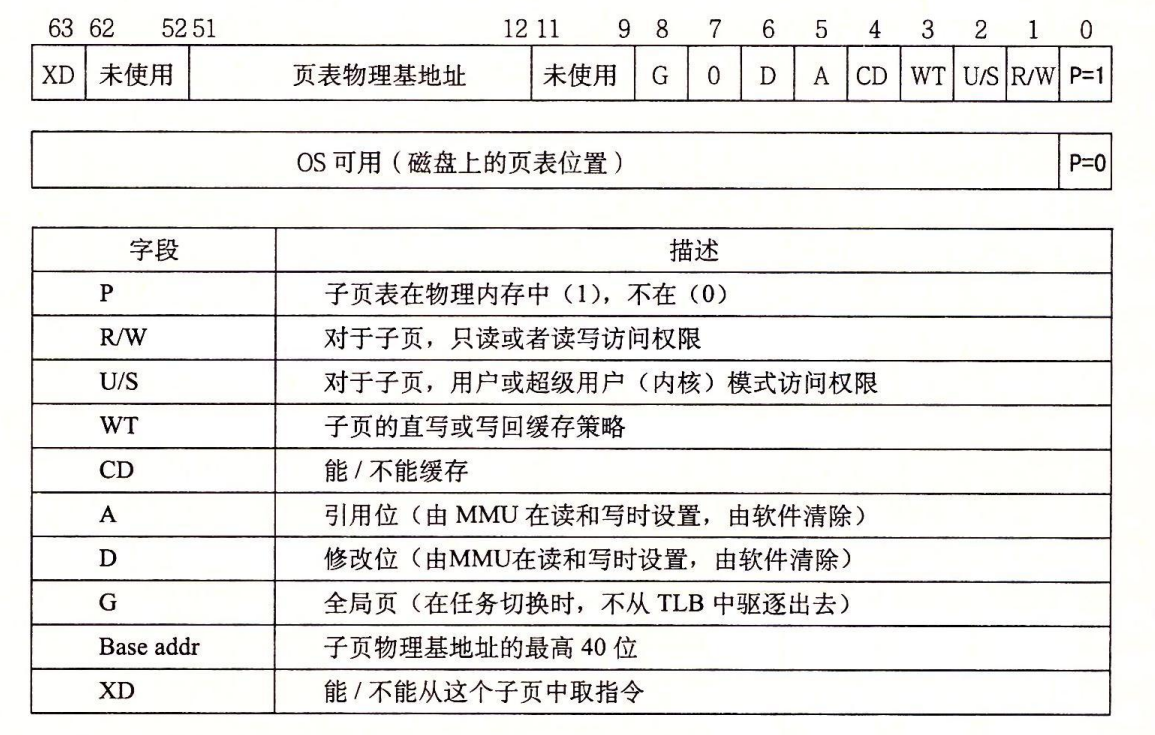 63 62 52 51 12 11 9 8 7 6 5 4 3 2 1 0
XD 未使用 页表物理基地址 未使用 G 0 D A CD WT U/S R/W P=1
OS 可用（磁盘上的页表位置） P=0
字段 描述
P 子页表在物理内存中（1），不在（0）
R/W 对于子页，只读或者读写访问权限
U/S 对于子页，用户或超级用户（内核）模式访问权限
WT 子页的直写或写回缓存策略
CD 能 / 不能缓存
A 引用位（由 MMU 在读和写时设置，由软件清除）
D 修改位（由MMU在读和写时设置，由软件清除）
G 全局页（在任务切换时，不从 TLB 中驱逐出去）
Base addr 子页物理基地址的最高 40 位
XD 能 / 不能从这个子页中取指令